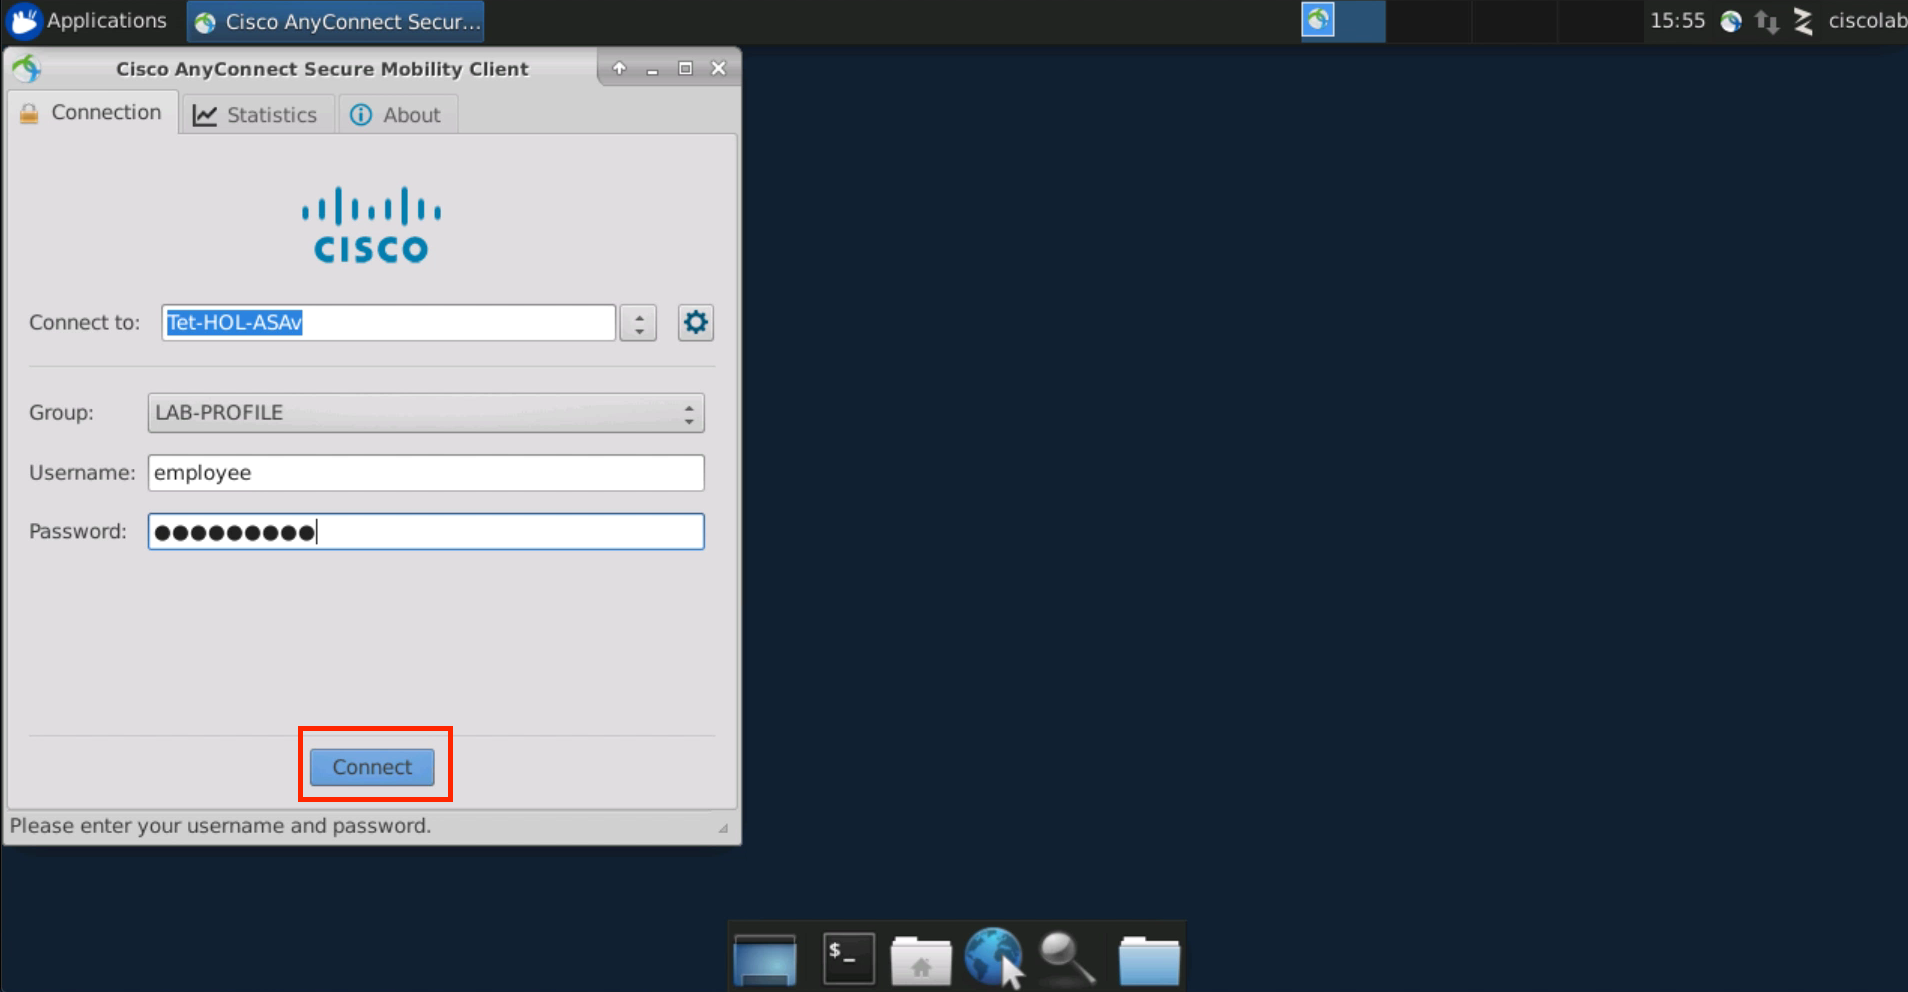 Applications
Cisco AnyConnect Secur...
15:55
ciscolab
Cisco AnyConnect Secure Mobility Client
Connection
Statistics
About
CISCO
Connect to:
Tet-HOL-ASAv
Group:
LAB-PROFILE
Username:
employee
Password:
●●●●●●●●●
Connect
Please enter your username and password.
$_